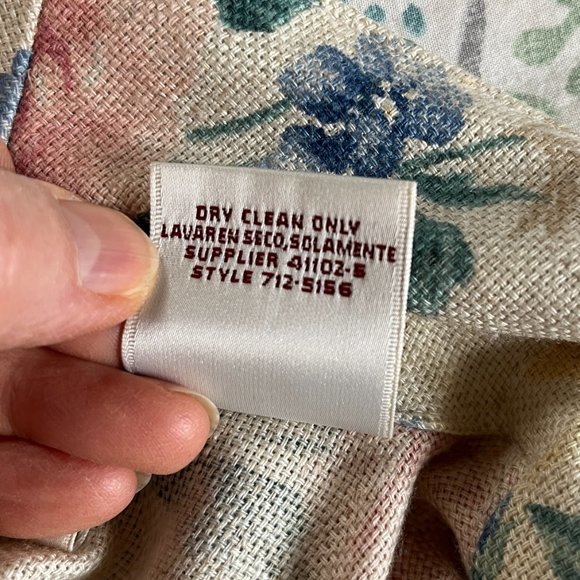 DRY CLEAN ONLY
LAVAREN SECO,SOLAMENTE
SUPPLIER 41102-5
STYLE 712-5156